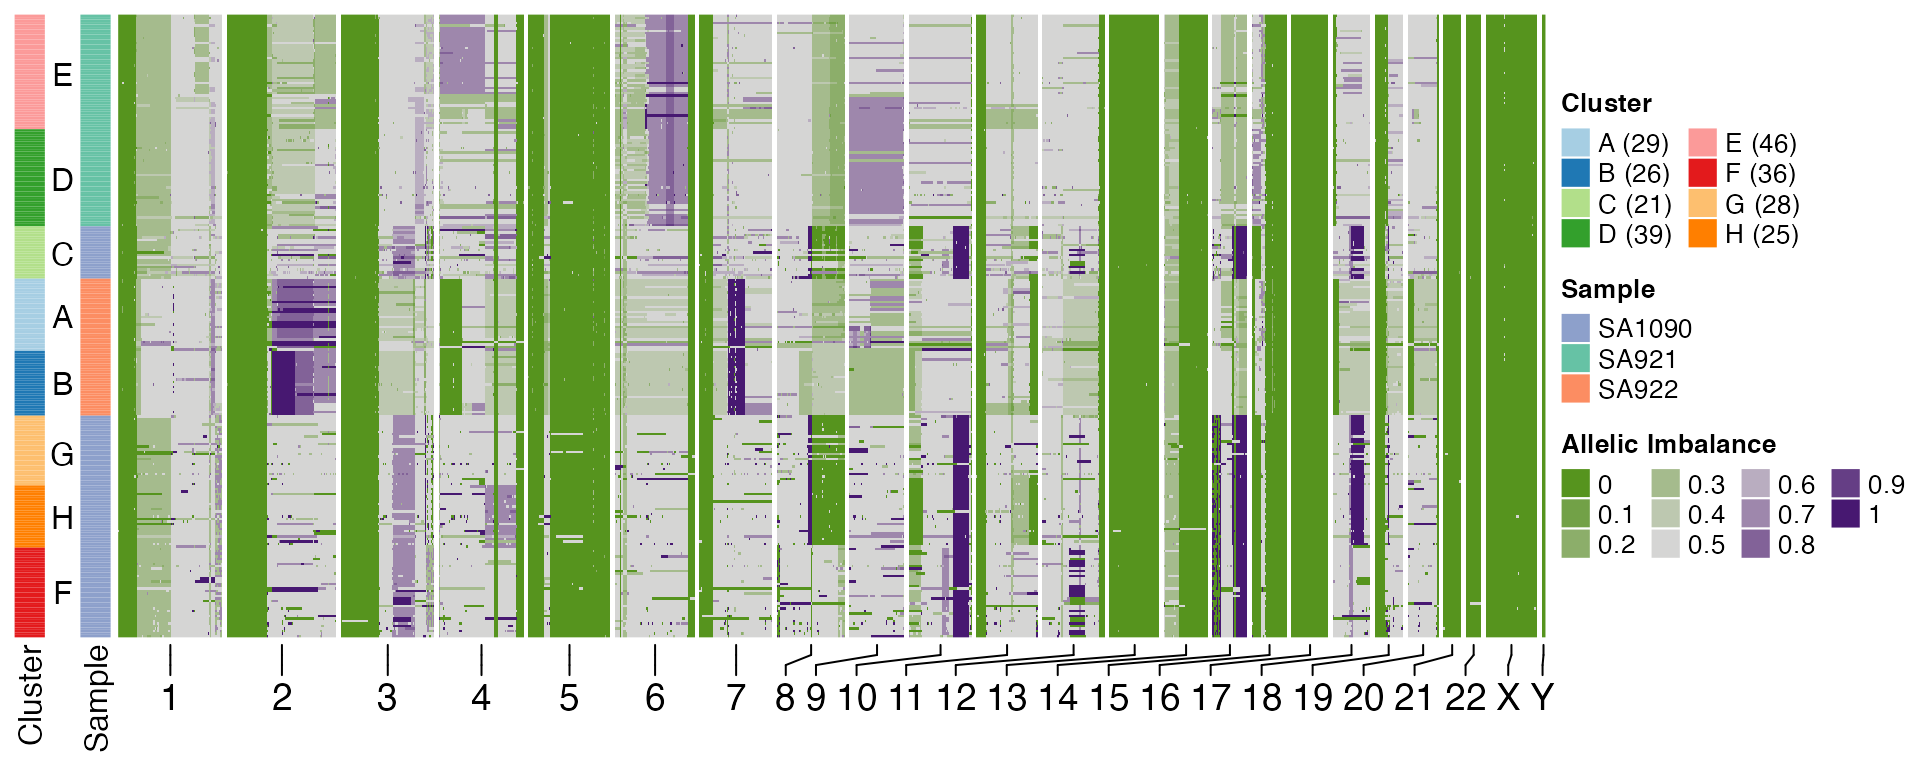 E
D
C
A
B
G
H
F
Cluster
Sample
1 2 3 4 5 6 7 8 9 10 11 12 13 14 15 16 17 18 19 20 21 22 X Y
Cluster
A (29) E (46)
B (26) F (36)
C (21) G (28)
D (39) H (25)
Sample
SA1090
SA921
SA922
Allelic Imbalance
0 0.3 0.6 0.9
0.1 0.4 0.7 1
0.2 0.5 0.8